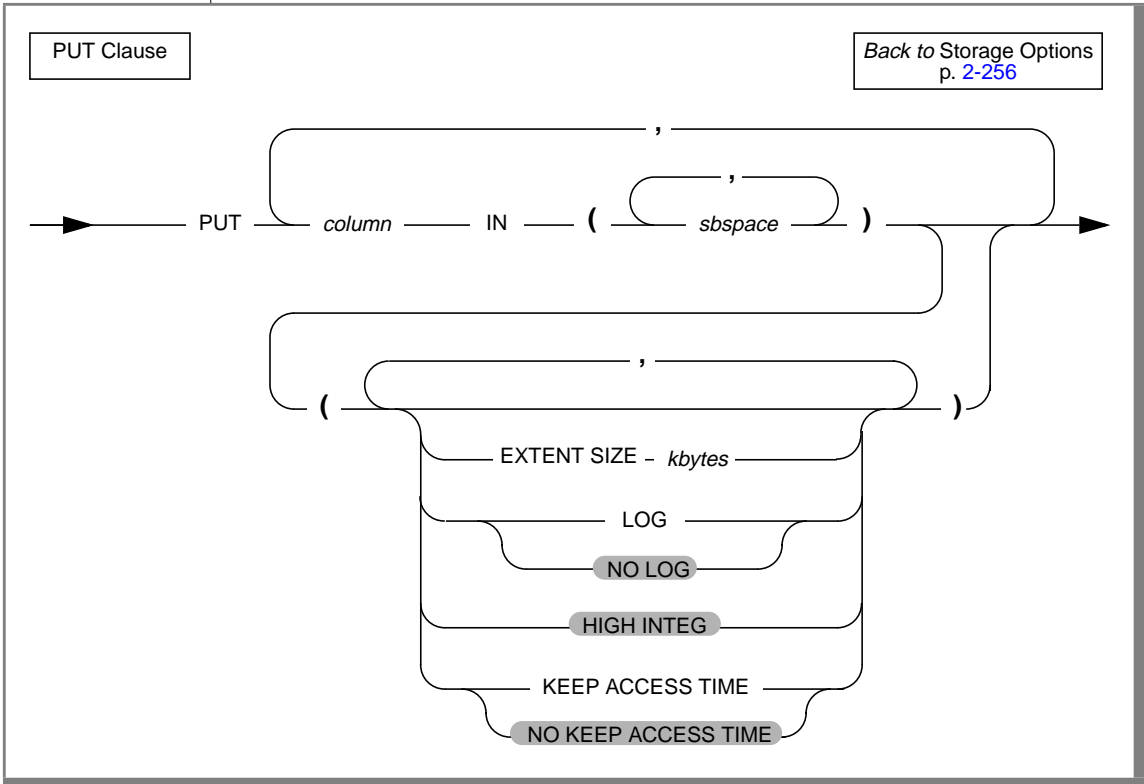 PUT Clause
Back to Storage Options
p. 2-256
,
,
PUT column IN ( sbspace )
,
( )
EXTENT SIZE kbytes
LOG
NO LOG
HIGH INTEG
KEEP ACCESS TIME
NO KEEP ACCESS TIME